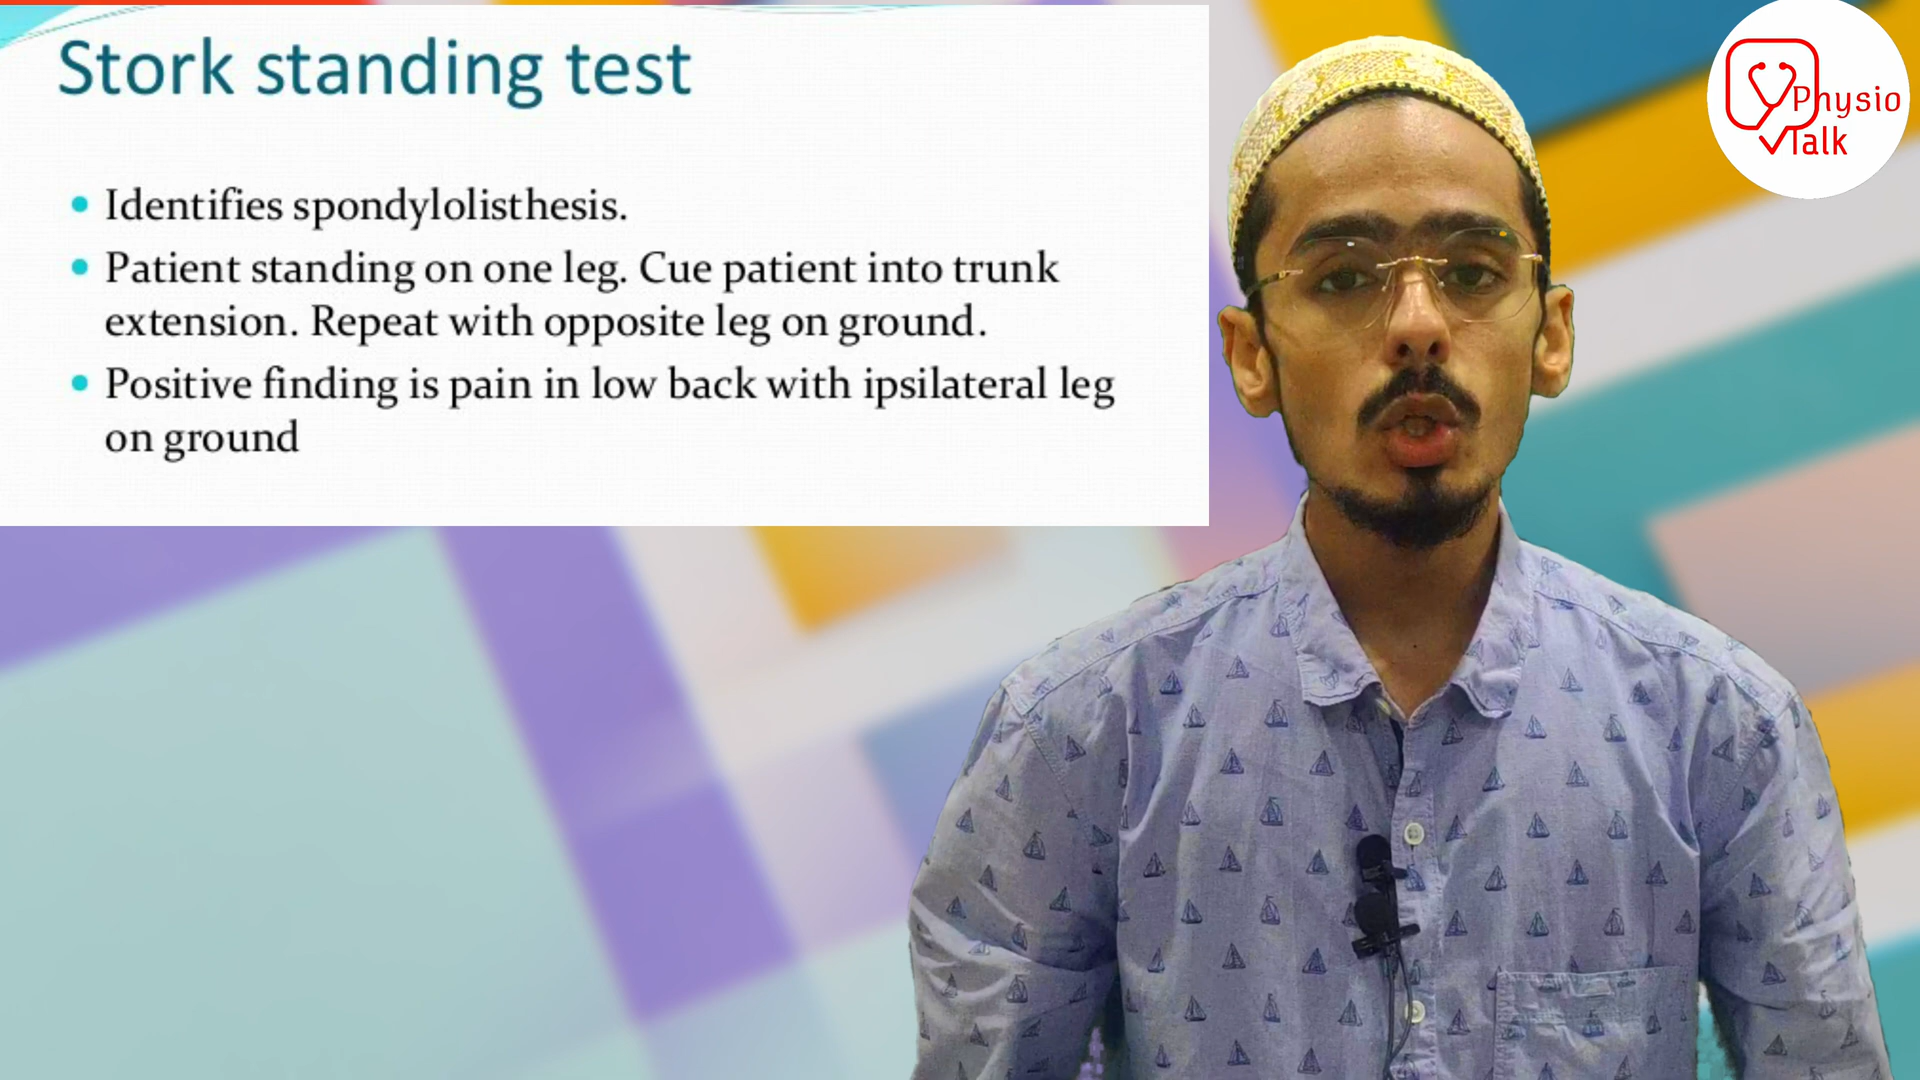 Stork standing test
• Identifies spondylolisthesis.
• Patient standing on one leg. Cue patient into trunk
extension. Repeat with opposite leg on ground.
• Positive finding is pain in low back with ipsilateral leg
on ground
Physio
Talk